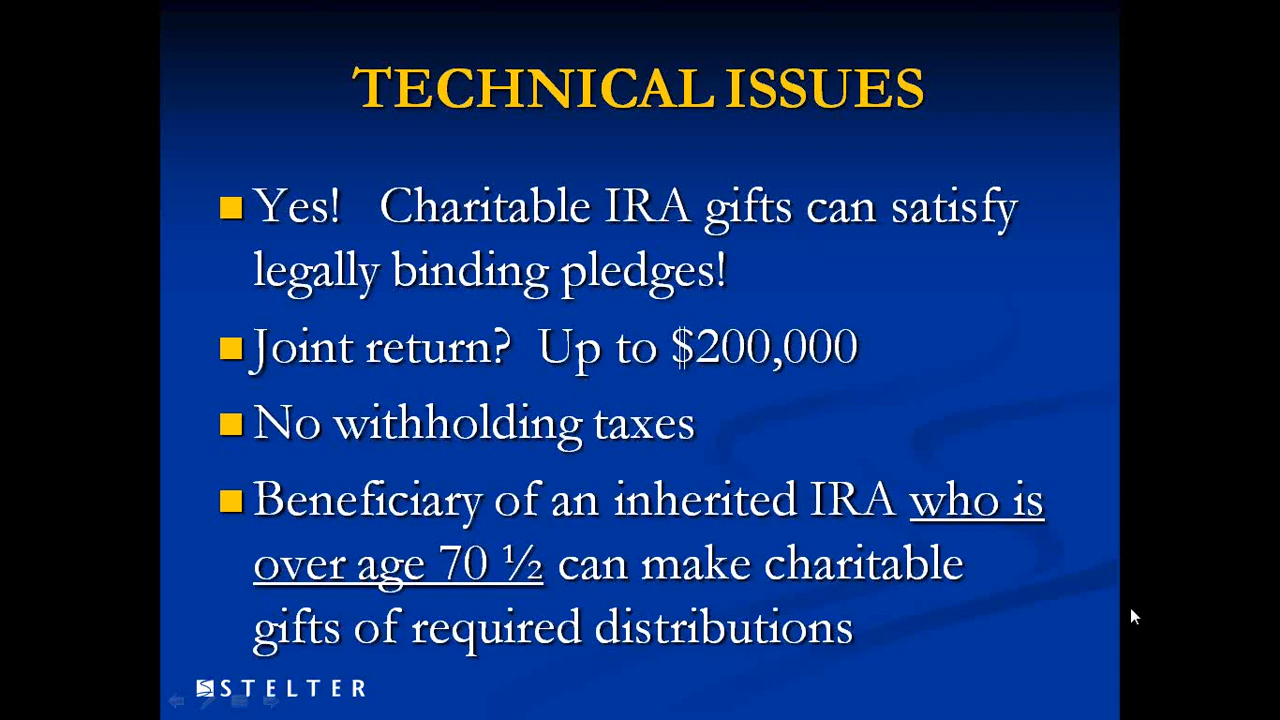 TECHNICAL ISSUES
Yes! Charitable IRA gifts can satisfy
legally binding pledges!
Joint return? Up to $200,000
No withholding taxes
Beneficiary of an inherited IRA who is
over age 70 ½ can make charitable
gifts of required distributions
STELTER